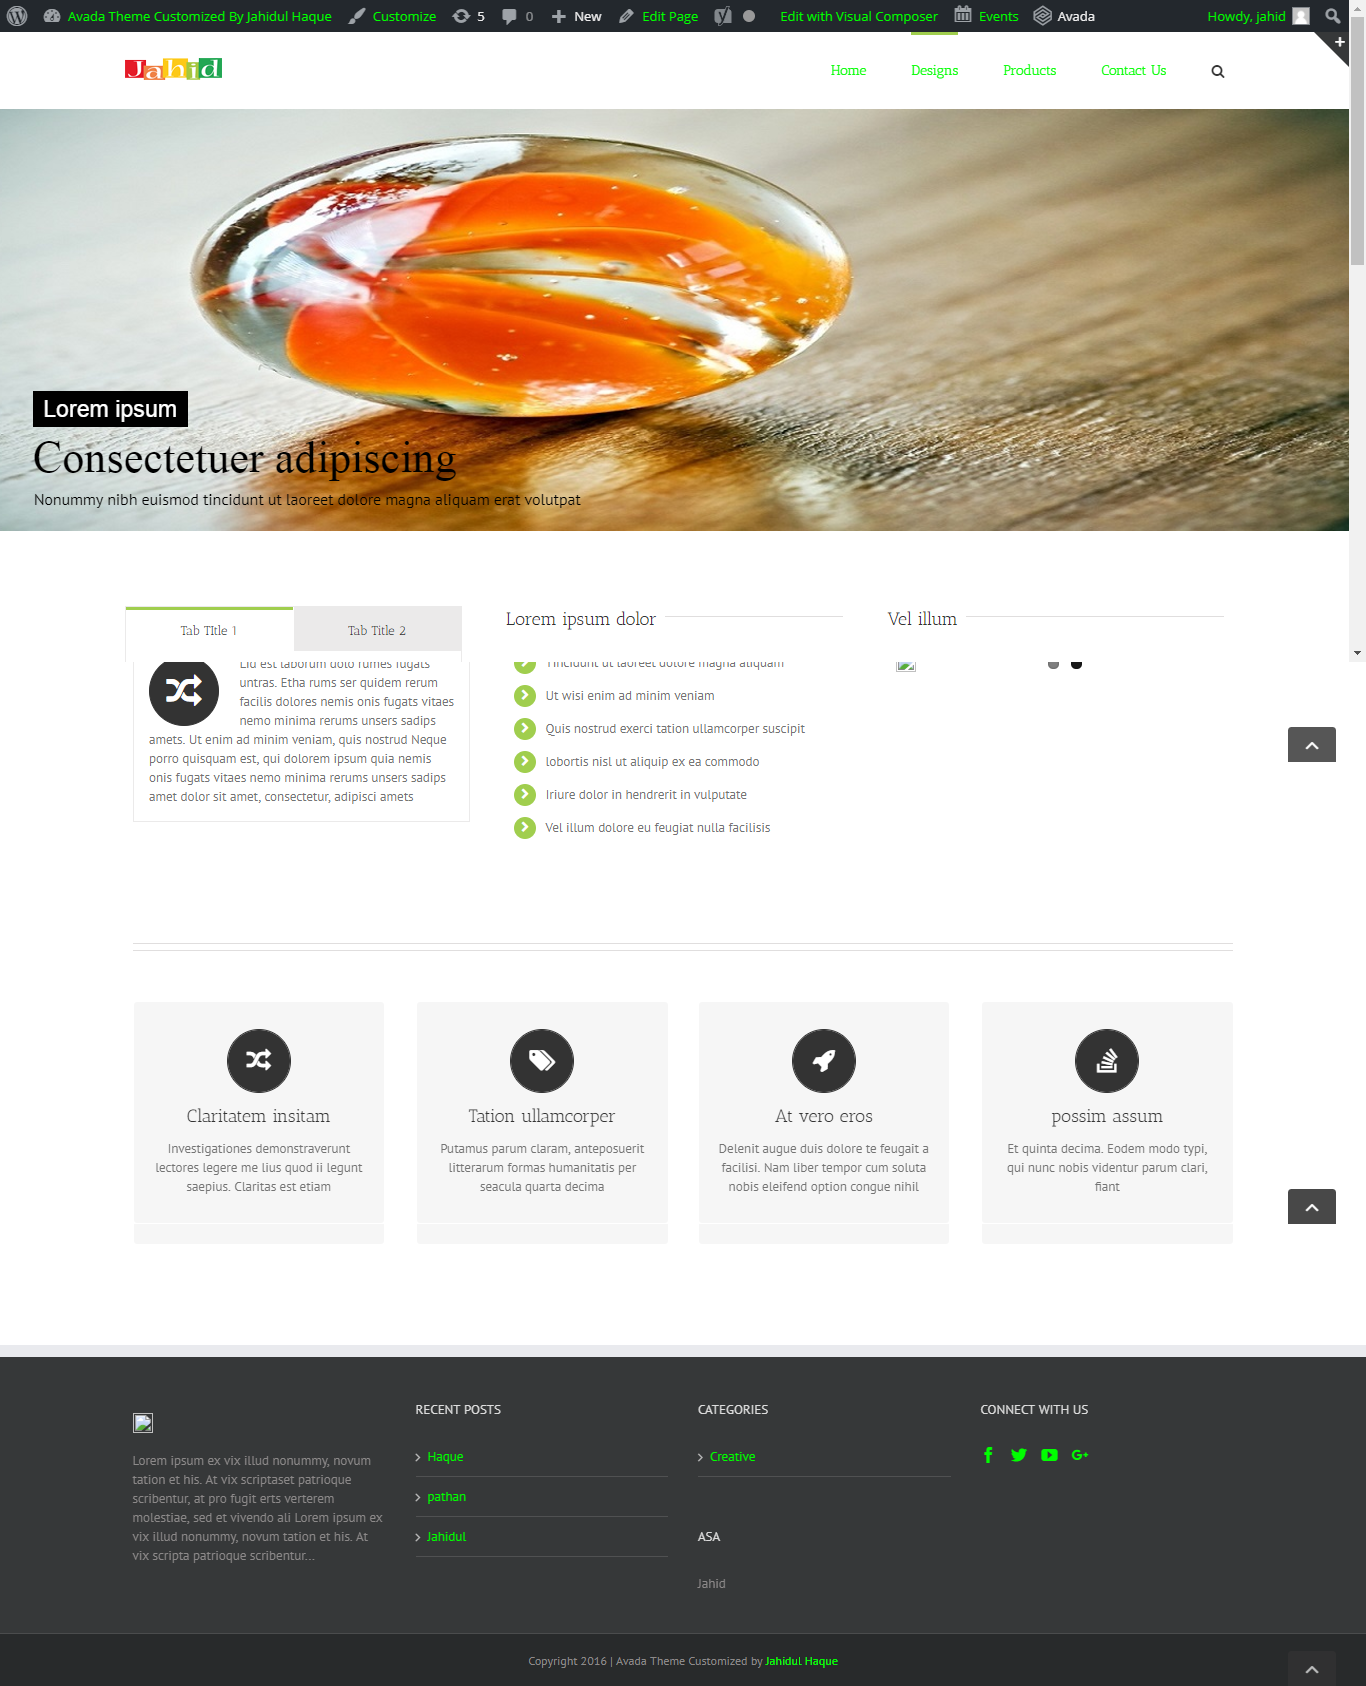 Avada Theme Customized By Jahidul Haque Customize 5 0 New Edit Page Edit with Visual Composer Events Avada Howdy, jahid
Jahid
Home Designs Products Contact Us
Lorem ipsum
Consectetuer adipiscing
Nonummy nibh euismod tincidunt ut laoreet dolore magna aliquam erat volutpat
Tab TItle 1
Tab Title 2
Lid est laborum dolo rumes fugats
untras. Etha rums ser quidem rerum
facilis dolores nemis onis fugats vitaes
nemo minima rerums unsers sadips
amets. Ut enim ad minim veniam, quis nostrud Neque
porro quisquam est, qui dolorem ipsum quia nemis
onis fugats vitaes nemo minima rerums unsers sadips
amet dolor sit amet, consectetur, adipisci amets
Lorem ipsum dolor
Tincidunt ut laoreet dolore magna aliquam
Ut wisi enim ad minim veniam
Quis nostrud exerci tation ullamcorper suscipit
lobortis nisl ut aliquip ex ea commodo
Iriure dolor in hendrerit in vulputate
Vel illum dolore eu feugiat nulla facilisis
Vel illum
Claritatem insitam
Investigationes demonstraverunt
lectores legere me lius quod ii legunt
saepius. Claritas est etiam
Tation ullamcorper
Putamus parum claram, anteposuerit
litterarum formas humanitatis per
seacula quarta decima
At vero eros
Delenit augue duis dolore te feugait a
facilisi. Nam liber tempor cum soluta
nobis eleifend option congue nihil
possim assum
Et quinta decima. Eodem modo typi,
qui nunc nobis videntur parum clari,
fiant
Lorem ipsum ex vix illud nonummy, novum
tation et his. At vix scriptaset patrioque
scribentur, at pro fugit erts verterem
molestiae, sed et vivendo ali Lorem ipsum ex
vix illud nonummy, novum tation et his. At
vix scripta patrioque scribentur...
RECENT POSTS
Haque
pathan
Jahidul
CATEGORIES
Creative
ASA
Jahid
CONNECT WITH US
Copyright 2016 | Avada Theme Customized by Jahidul Haque